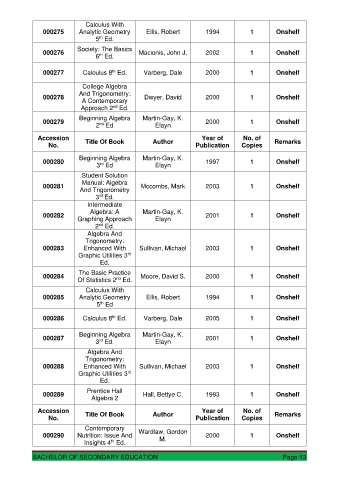 000275 Calculus With Analytic Geometry 5th Ed. Ellis, Robert 1994 1 Onshelf
000276 Society: The Basics 6th Ed. Macionis, John J. 2002 1 Onshelf
000277 Calculus 8th Ed. Varberg, Dale 2000 1 Onshelf
000278 College Algebra And Trigonometry: A Contemporary Approach 2nd Ed. Dwyer, David 2000 1 Onshelf
000279 Beginning Algebra 2nd Ed Martin-Gay, K. Elayn 2000 1 Onshelf
Accession No. Title Of Book Author Year of Publication No. of Copies Remarks
000280 Beginning Algebra 3rd Ed Martin-Gay, K. Elayn 1997 1 Onshelf
000281 Student Solution Manual: Algebra And Trigonometry 3rd Ed. Mccombs, Mark 2003 1 Onshelf
000282 Intermediate Algebra: A Graphing Approach 2nd Ed. Martin-Gay, K. Elayn 2001 1 Onshelf
000283 Algebra And Trigonometry: Enhanced With Graphic Utilities 3rd Ed. Sullivan, Michael 2003 1 Onshelf
000284 The Basic Practice Of Statistics 2nd Ed. Moore, David S. 2000 1 Onshelf
000285 Calculus With Analytic Geometry 5th Ed Ellis, Robert 1994 1 Onshelf
000286 Calculus 8th Ed. Varberg, Dale 2005 1 Onshelf
000287 Beginning Algebra 3rd Ed. Martin-Gay, K. Elayn 2001 1 Onshelf
000288 Algebra And Trigonometry: Enhanced With Graphic Utilities 3rd Ed. Sullivan, Michael 2003 1 Onshelf
000289 Prentice Hall Algebra 2 Hall, Bettye C. 1993 1 Onshelf
Accession No. Title Of Book Author Year of Publication No. of Copies Remarks
000290 Contemporary Nutrition: Issue And Insights 4th Ed. Wardlaw, Gordon M. 2000 1 Onshelf
BACHELOR OF SECONDARY EDUCATION Page 13